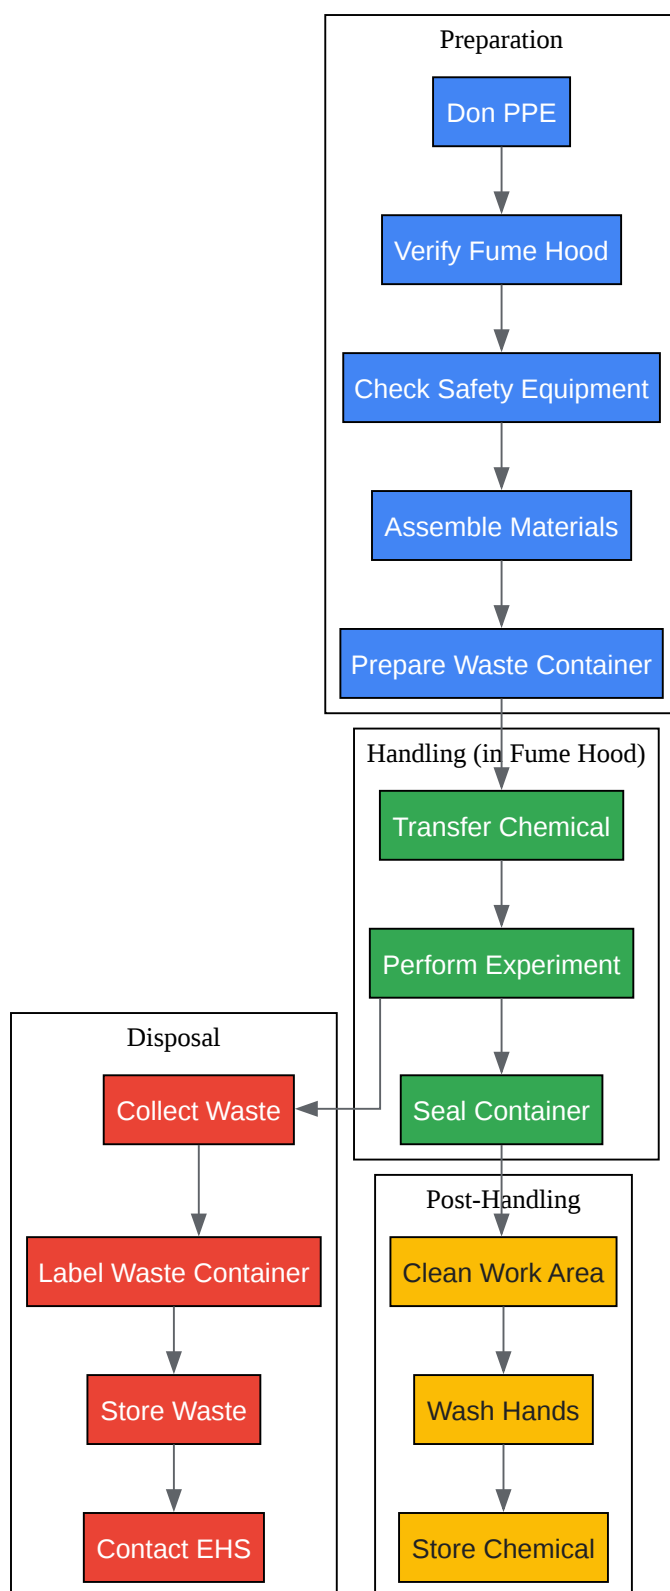 Preparation
Don PPE
Verify Fume Hood
Check Safety Equipment
Assemble Materials
Prepare Waste Container
Handling (in Fume Hood)
Transfer Chemical
Perform Experiment
Seal Container
Disposal
Collect Waste
Label Waste Container
Store Waste
Contact EHS
Post-Handling
Clean Work Area
Wash Hands
Store Chemical